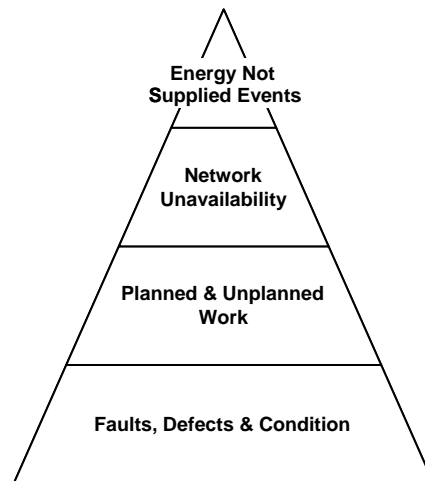 Energy Not
Supplied Events
Network
Unavailability
Planned & Unplanned
Work
Faults, Defects & Condition